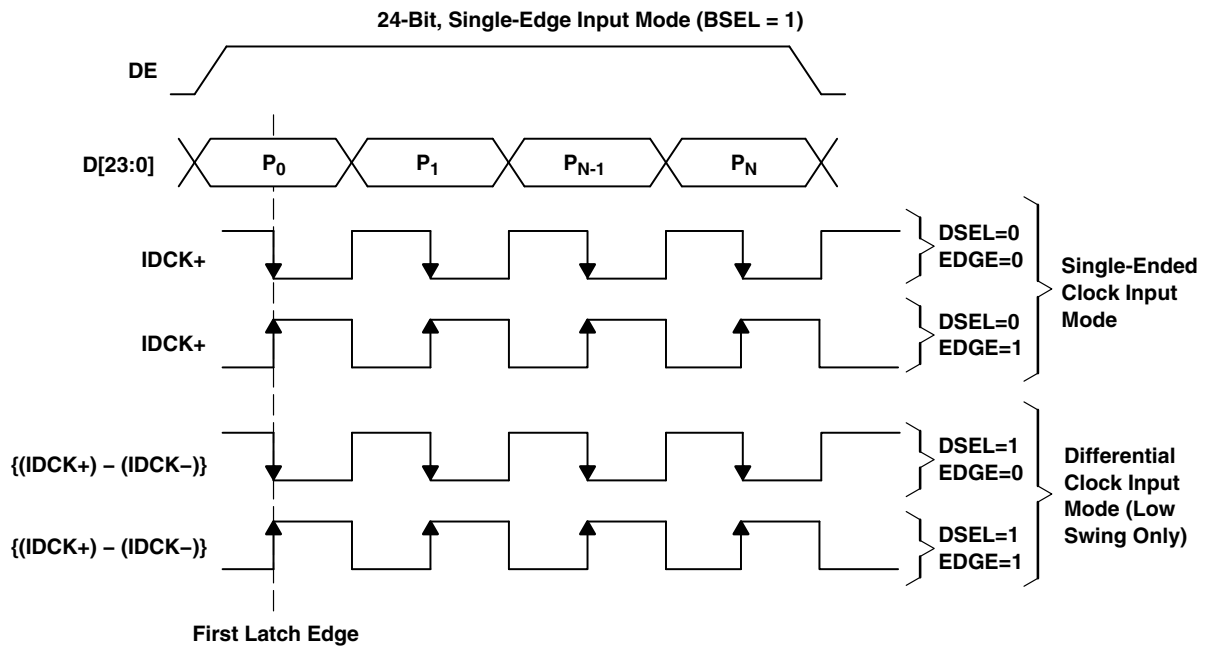 24-Bit, Single-Edge Input Mode (BSEL = 1)
DE
D[23:0]
P0
P1
PN-1
PN
IDCK+
DSEL=0
EDGE=0
IDCK+
DSEL=0
EDGE=1
Single-Ended
Clock Input
Mode
{(IDCK+) − (IDCK−)}
DSEL=1
EDGE=0
{(IDCK+) − (IDCK−)}
DSEL=1
EDGE=1
Differential
Clock Input
Mode (Low
Swing Only)
First Latch Edge